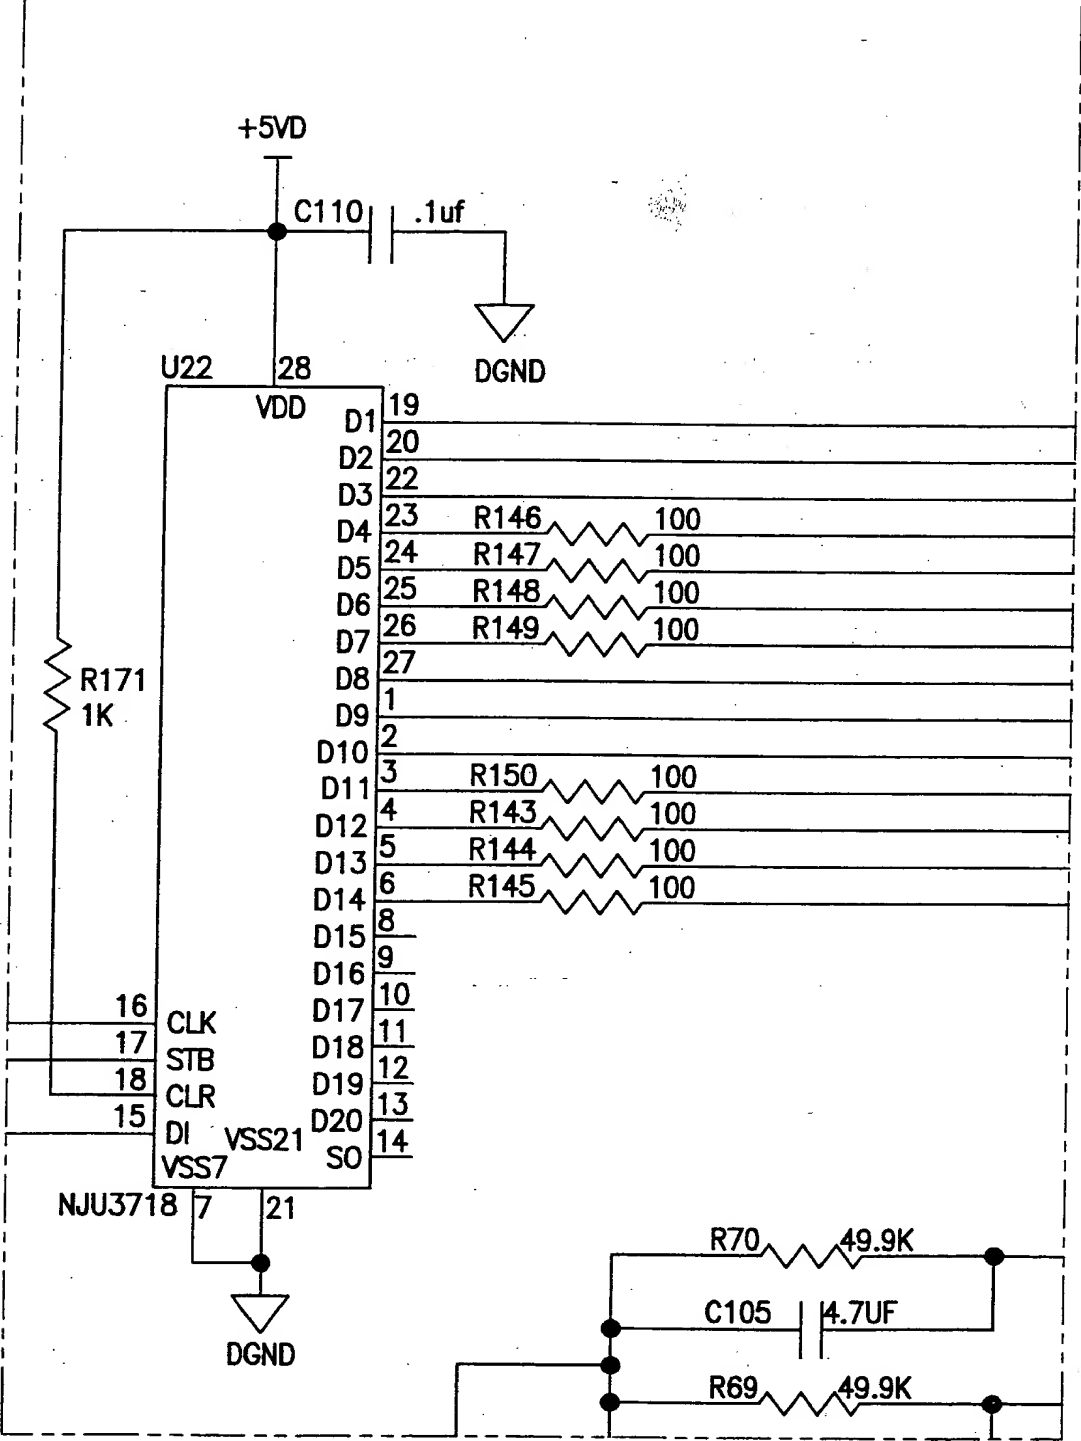 +5VD
C110 .1uf
DGND
U22 28
VDD
D1 19
D2 20
D3 22
D4 23 R146 100
D5 24 R147 100
D6 25 R148 100
D7 26 R149 100
D8 27
R171
1K
D9 1
D10 2
D11 3 R150 100
D12 4 R143 100
D13 5 R144 100
D14 6 R145 100
D15 8
D16 9
D17 10
16 CLK D18 11
17 STB D19 12
18 CLR D20 13
15 DI VSS21 SO 14
VSS7
NJU3718 7 21
DGND
R70 49.9K
C105 4.7UF
R69 49.9K